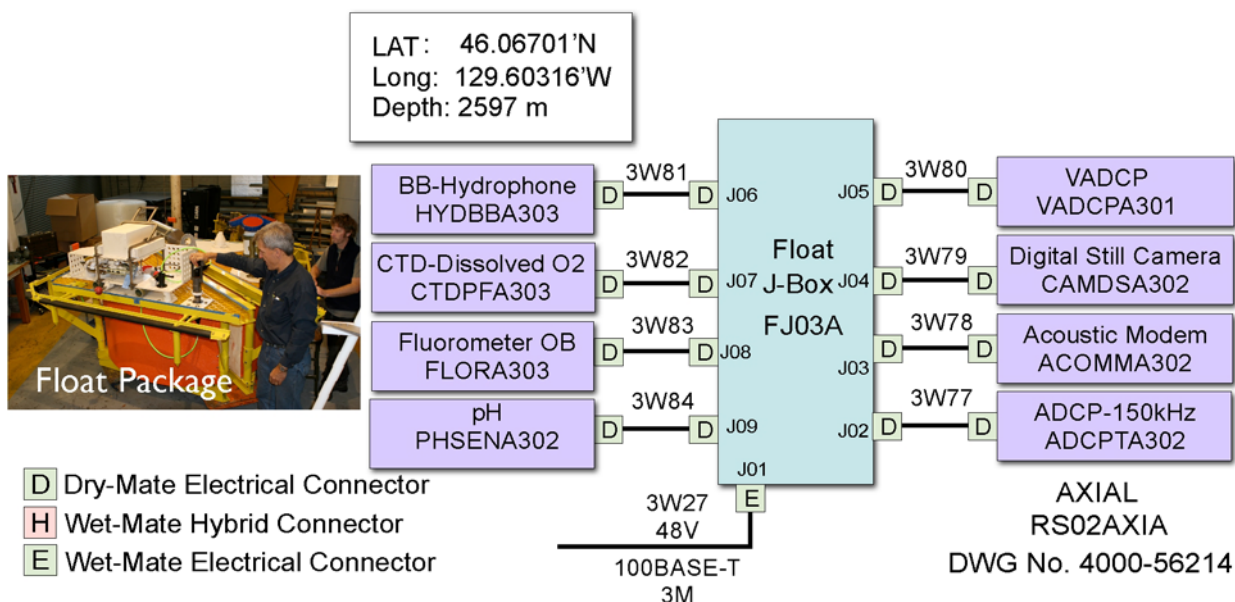 LAT : 46.06701'N
Long: 129.60316'W
Depth: 2597 m
Float Package
BB-Hydrophone
HYDBBA303
D 3W81 D J06
CTD-Dissolved O2
CTDPFA303
D 3W82 D J07
Fluorometer OB
FLORA303
D 3W83 D J08
pH
PHSENA302
D 3W84 D J09
Float
J-Box
FJ03A
J05 D 3W80 D
VADCP
VADCPA301
J04 D 3W79 D
Digital Still Camera
CAMDSA302
J03 D 3W78 D
Acoustic Modem
ACOMMA302
J02 D 3W77 D
ADCP-150kHz
ADCPTA302
J01
E
3W27
48V
100BASE-T
3M
D Dry-Mate Electrical Connector
H Wet-Mate Hybrid Connector
E Wet-Mate Electrical Connector
AXIAL
RS02AXIA
DWG No. 4000-56214